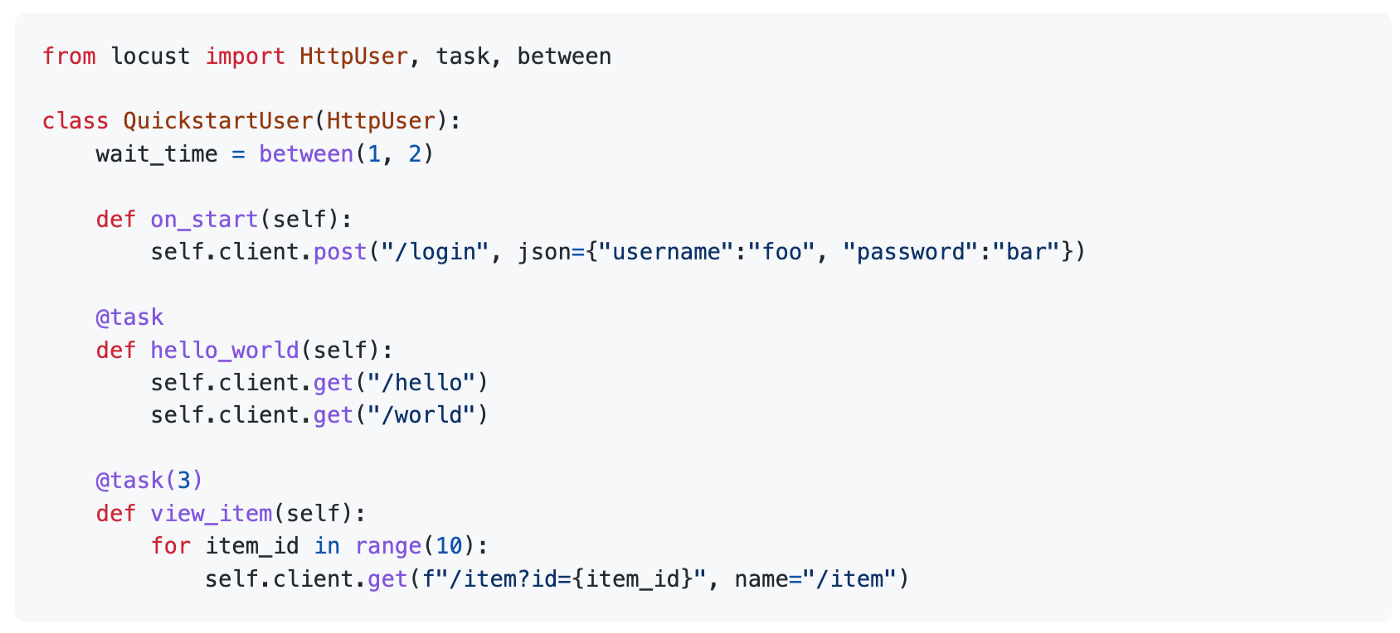 from locust import HttpUser, task, between
class QuickstartUser(HttpUser):
    wait_time = between(1, 2)
    def on_start(self):
        self.client.post("/login", json={"username":"foo", "password":"bar"})
    @task
    def hello_world(self):
        self.client.get("/hello")
        self.client.get("/world")
    @task(3)
    def view_item(self):
        for item_id in range(10):
            self.client.get(f"/item?id={item_id}", name="/item")